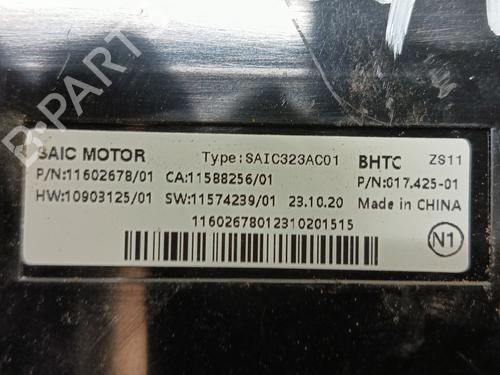 B-PARTS
SAIC MOTOR Type:SAIC323AC01 BHTC ZS11
P/N:11602678/01 CA:11588256/01 P/N:017.425-01
HW:10903125/01 SW:11574239/01 23.10.20 Made in CHINA
11602678012310201515
N1